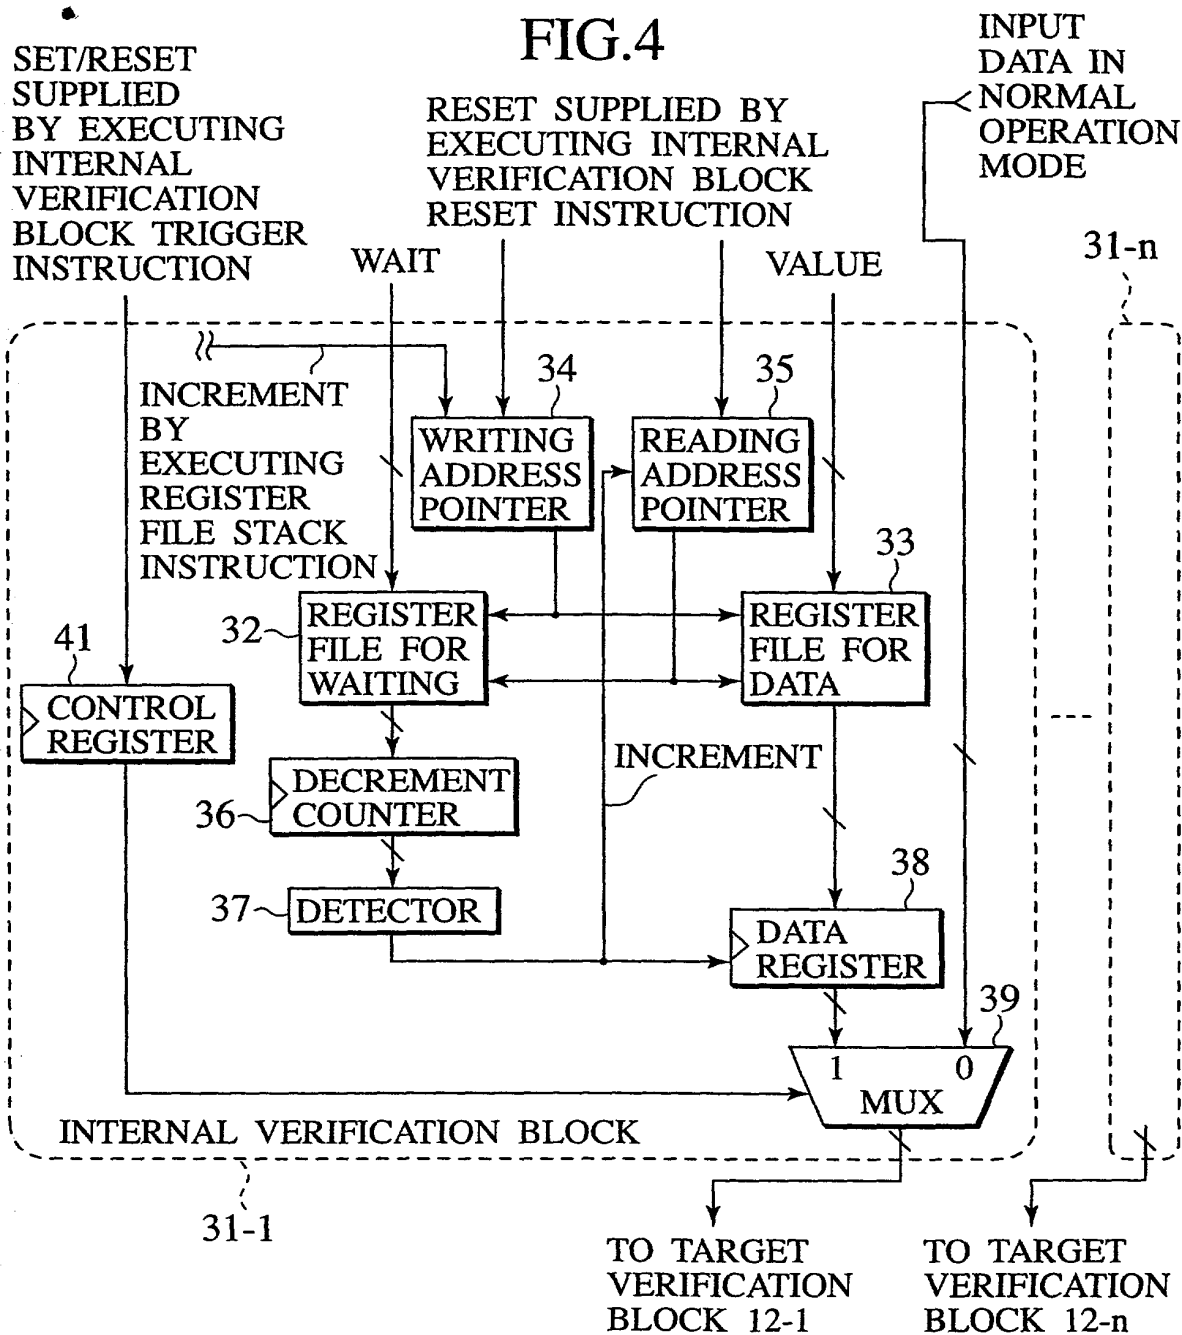 FIG.4
SET/RESET
SUPPLIED
BY EXECUTING
INTERNAL
VERIFICATION
BLOCK TRIGGER
INSTRUCTION
WAIT
RESET SUPPLIED BY
EXECUTING INTERNAL
VERIFICATION BLOCK
RESET INSTRUCTION
VALUE
INPUT
DATA IN
NORMAL
OPERATION
MODE
31-n
INCREMENT
BY
EXECUTING
REGISTER
FILE STACK
INSTRUCTION
34
WRITING
ADDRESS
POINTER
35
READING
ADDRESS
POINTER
32
REGISTER
FILE FOR
WAITING
33
REGISTER
FILE FOR
DATA
41
CONTROL
REGISTER
36
DECREMENT
COUNTER
INCREMENT
37
DETECTOR
38
DATA
REGISTER
39
1 0
MUX
INTERNAL VERIFICATION BLOCK
31-1
TO TARGET
VERIFICATION
BLOCK 12-1
TO TARGET
VERIFICATION
BLOCK 12-n